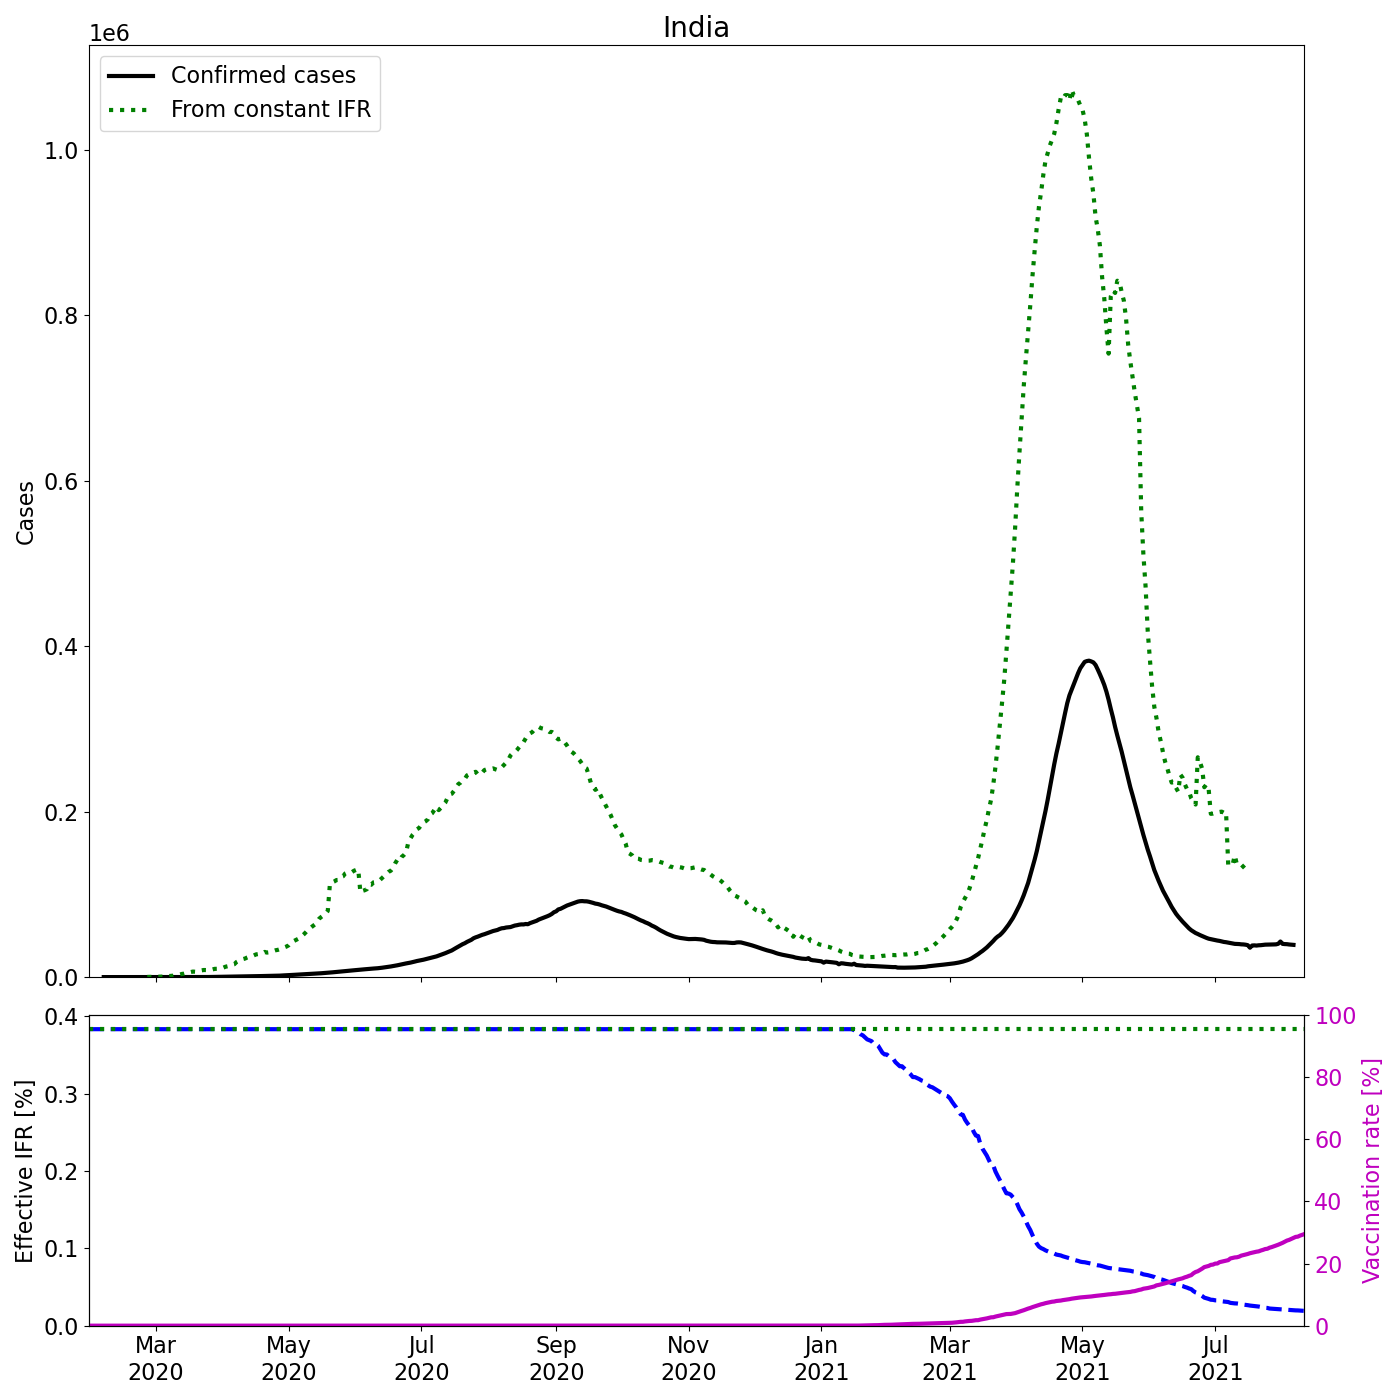 India
1e6
Confirmed cases
From constant IFR
1.0
0.8
0.6
0.4
0.2
0.0
Cases
0.4
0.3
0.2
0.1
0.0
Effective IFR [%]
100
80
60
40
20
0
Vaccination rate [%]
Mar May Jul Sep Nov Jan Mar May Jul
2020 2020 2020 2020 2020 2021 2021 2021 2021